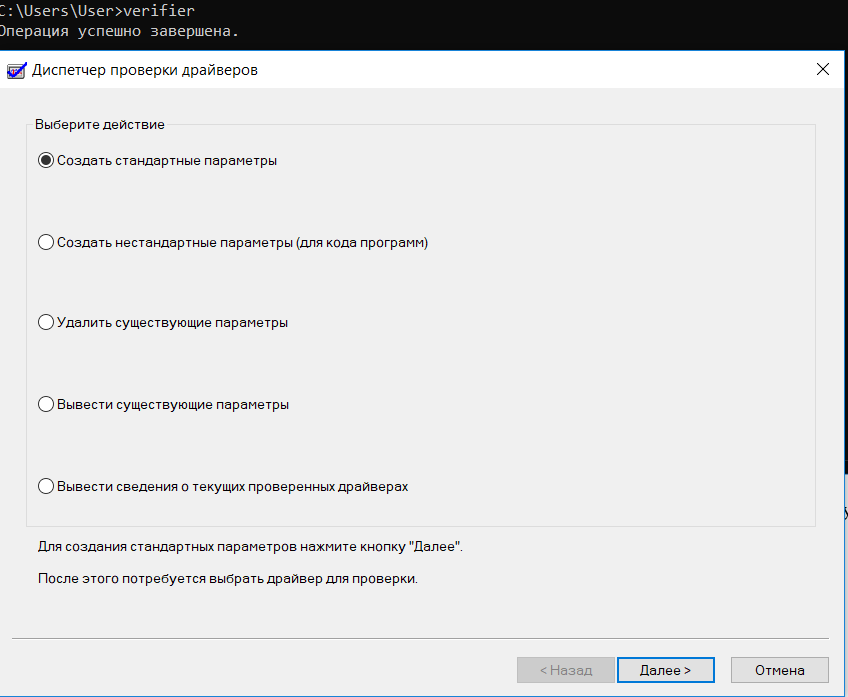 C:\Users\User>verifier
Операция успешно завершена.
Диспетчер проверки драйверов
Выберите действие
Создать стандартные параметры
Создать нестандартные параметры (для кода программ)
Удалить существующие параметры
Вывести существующие параметры
Вывести сведения о текущих проверенных драйверах
Для создания стандартных параметров нажмите кнопку "Далее".
После этого потребуется выбрать драйвер для проверки.
< Назад
Далее >
Отмена